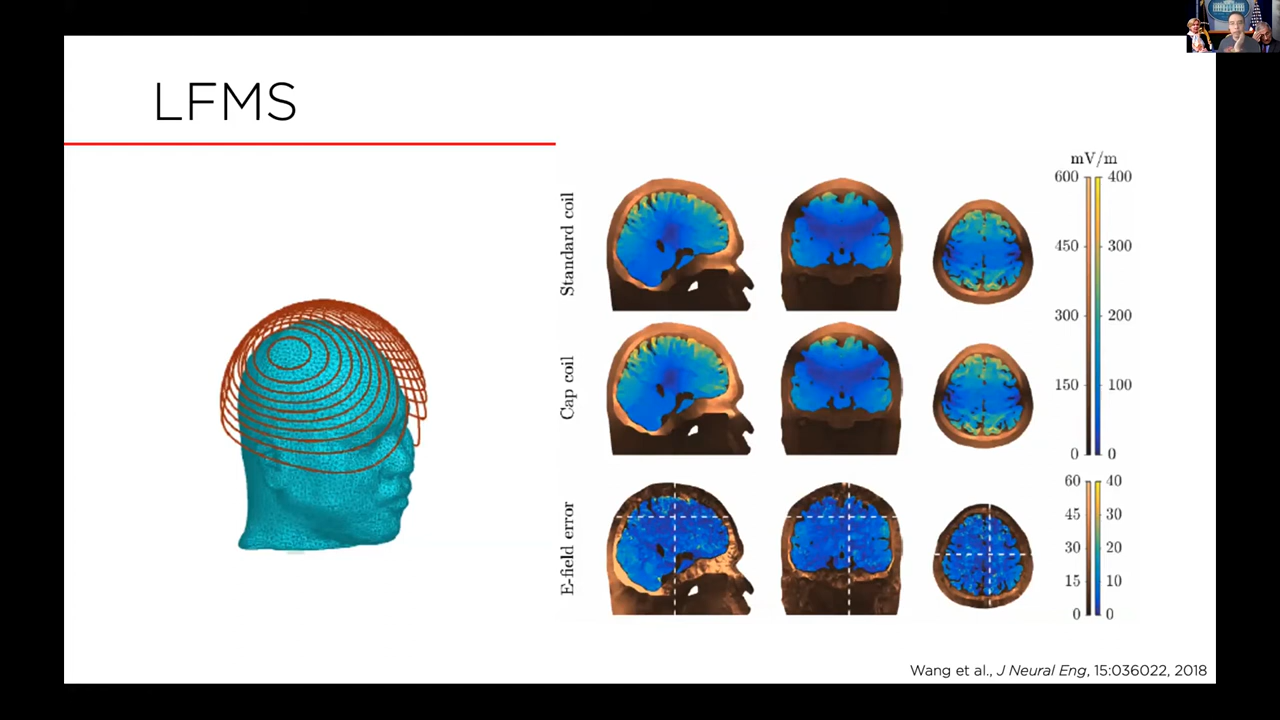 LFMS
mV/m
Standard coil
600 400
450 300
300 200
150 100
0 0
Cap coil
E-field error
60 40
45 30
30 20
15 10
0 0
Wang et al., J Neural Eng, 15:036022, 2018